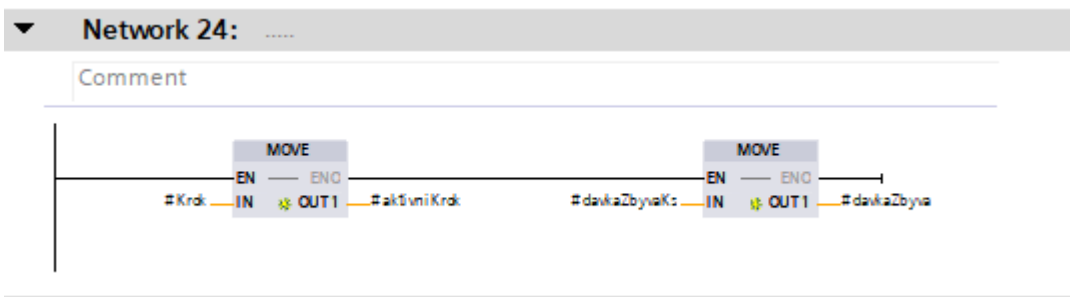 Network 24: .....
Comment
MOVE MOVE
EN ENO EN ENO
#Krok IN OUT1 #aktivniKrok #davkaZbyvaKs IN OUT1 #davkaZbyva